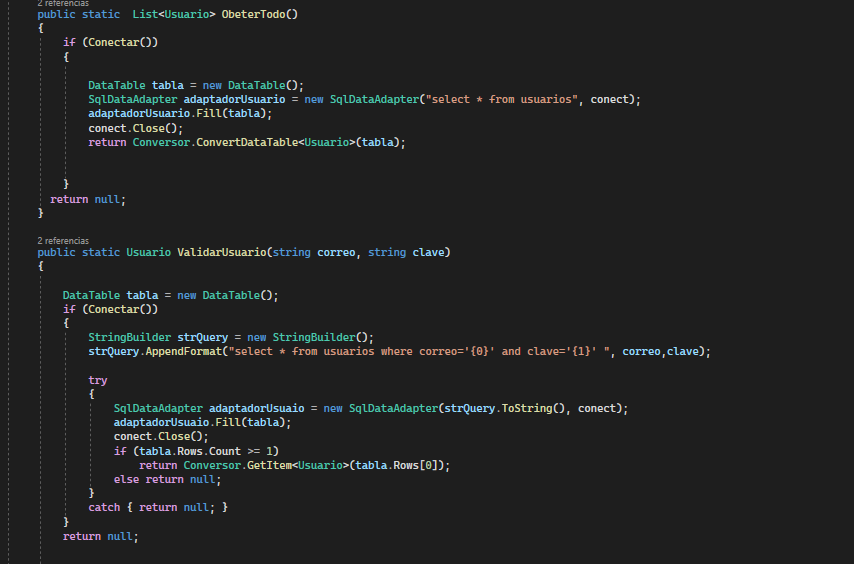 2 referencias
public static  List<Usuario> ObeterTodo()
{
if (Conectar())
{
DataTable tabla = new DataTable();
SqlDataAdapter adaptadorUsuario = new SqlDataAdapter("select * from usuarios", conect);
adaptadorUsuario.Fill(tabla);
conect.Close();
return Conversor.ConvertDataTable<Usuario>(tabla);
}
return null;
}
2 referencias
public static Usuario ValidarUsuario(string correo, string clave)
{
DataTable tabla = new DataTable();
if (Conectar())
{
StringBuilder strQuery = new StringBuilder();
strQuery.AppendFormat("select * from usuarios where correo='{0}' and clave='{1}' ", correo,clave);
try
{
SqlDataAdapter adaptadorUsuaio = new SqlDataAdapter(strQuery.ToString(), conect);
adaptadorUsuaio.Fill(tabla);
conect.Close();
if (tabla.Rows.Count >= 1)
return Conversor.GetItem<Usuario>(tabla.Rows[0]);
else return null;
}
catch { return null; }
}
return null;